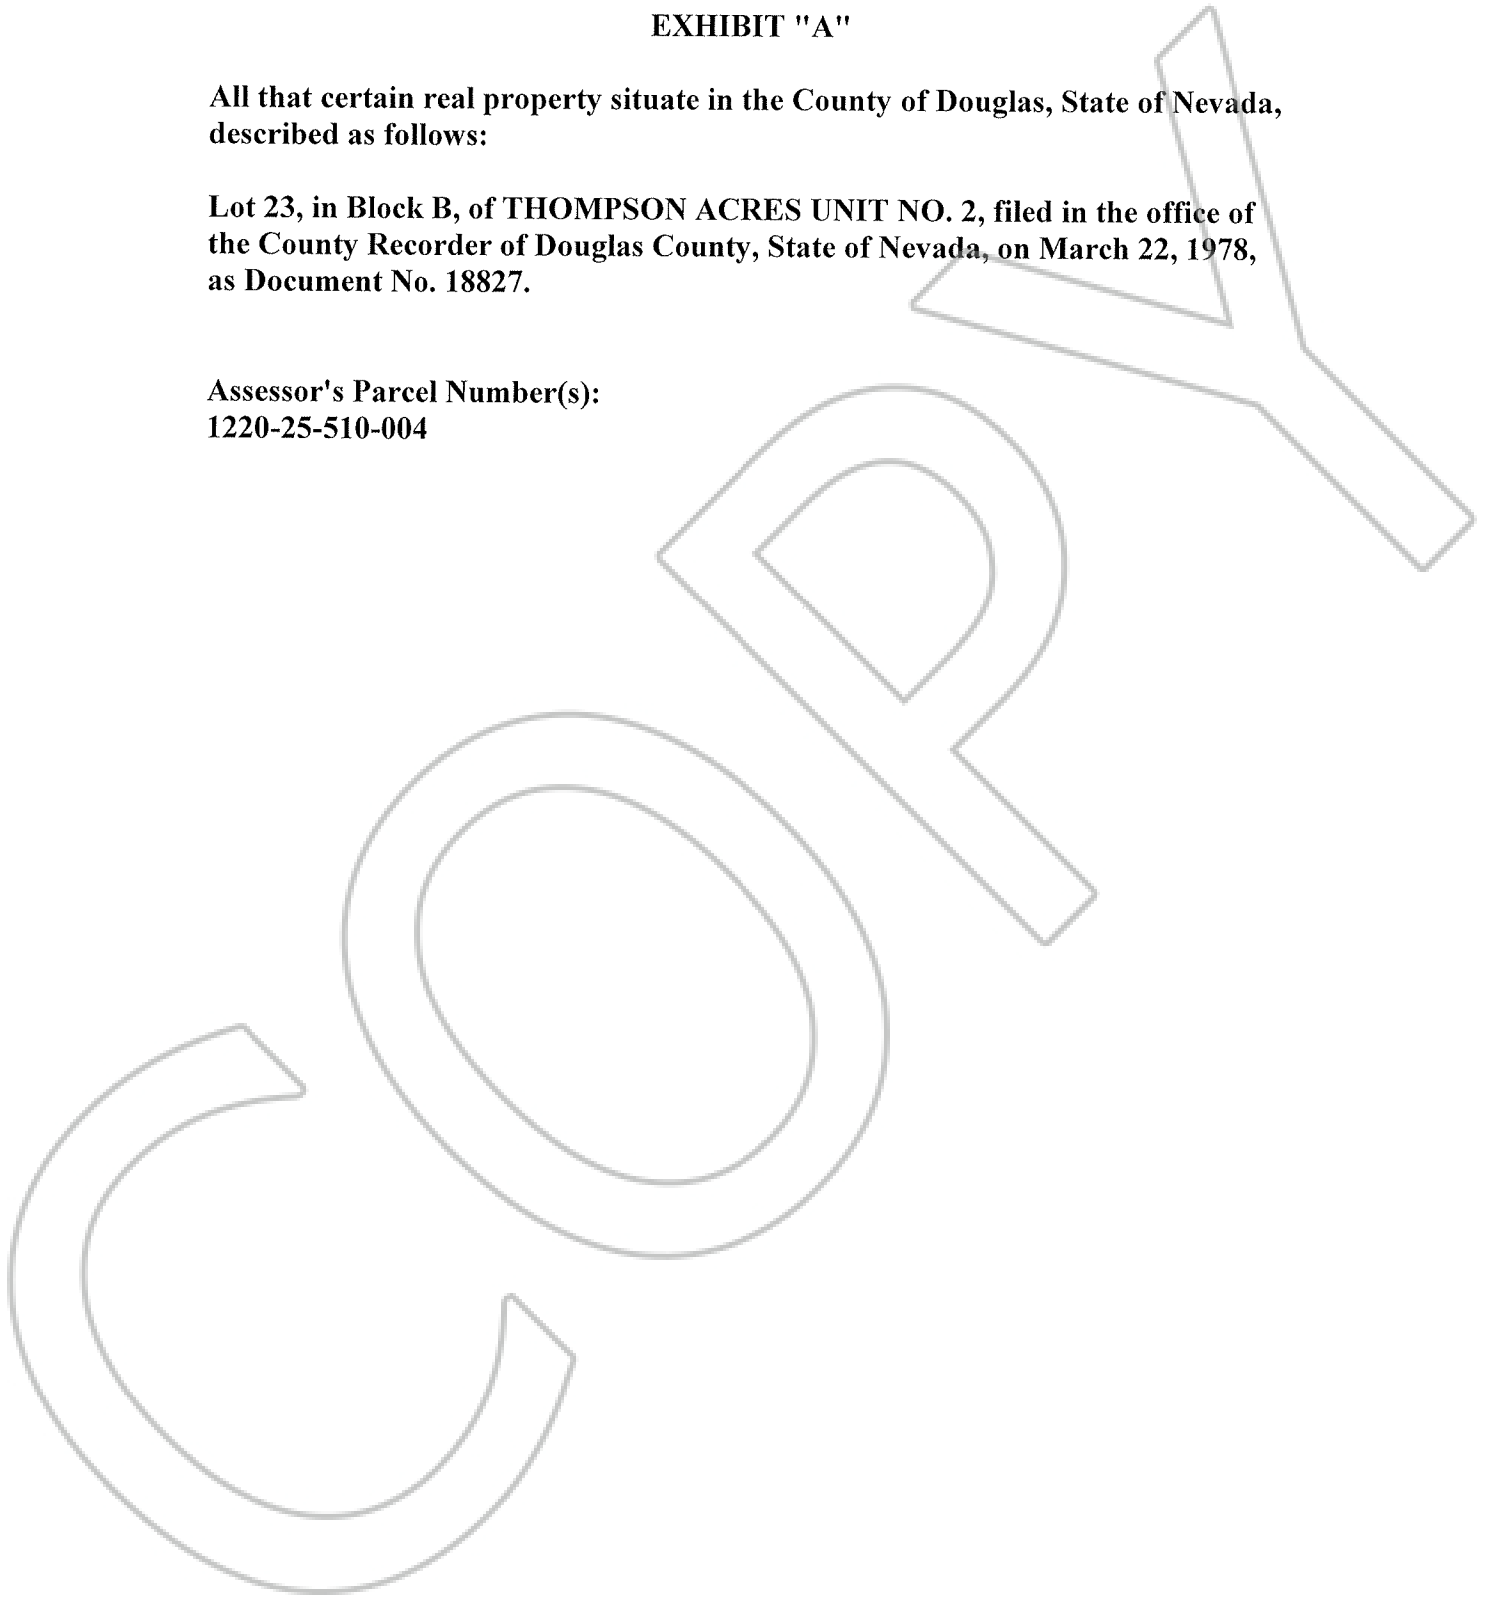 EXHIBIT "A"
All that certain real property situate in the County of Douglas, State of Nevada,
described as follows:
Lot 23, in Block B, of THOMPSON ACRES UNIT NO. 2, filed in the office of
the County Recorder of Douglas County, State of Nevada, on March 22, 1978,
as Document No. 18827.
Assessor's Parcel Number(s):
1220-25-510-004
COPY